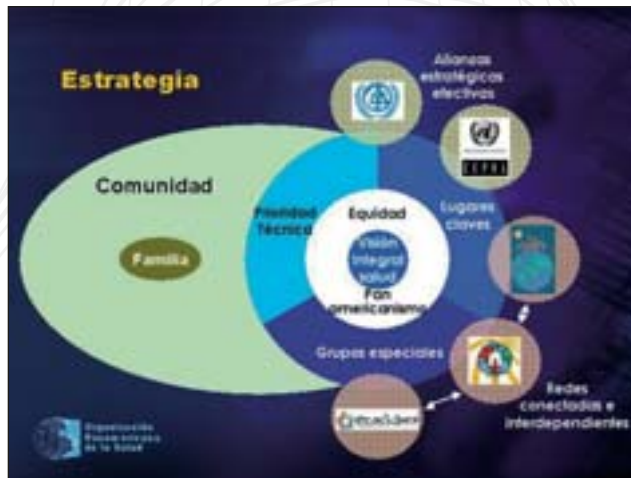 Estrategia
Alianzas
estratégicas
efectivas
CEPAL
Comunidad
Prioridad
Técnica
Equidad
Lugares
claves
Familia
Visión
integral
salud
Pan
americanismo
Grupos especiales
Redes
conectadas e
interdependientes
Organización
Panamericana
de la Salud